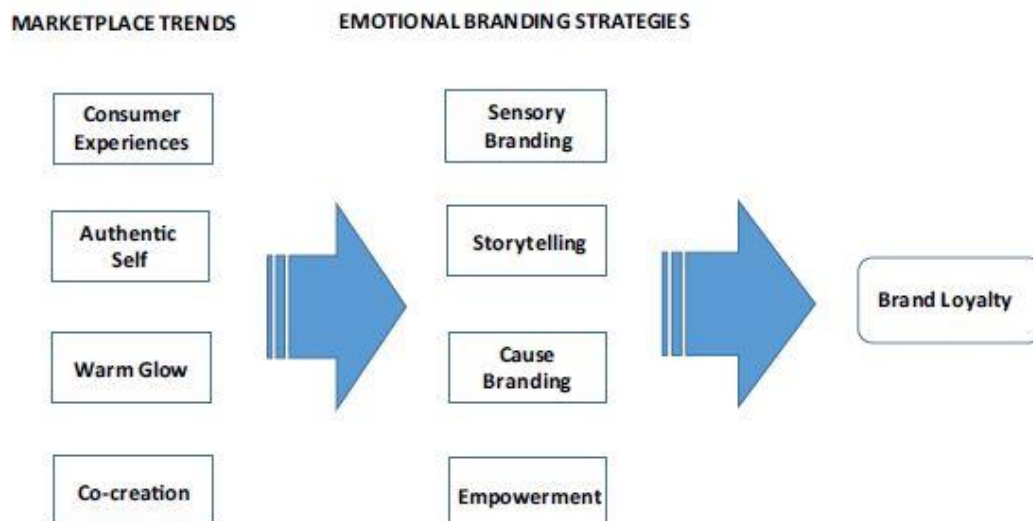 MARKETPLACE TRENDS
EMOTIONAL BRANDING STRATEGIES
Consumer
Experiences
Sensory
Branding
Authentic
Self
Storytelling
Brand Loyalty
Warm Glow
Cause
Branding
Co-creation
Empowerment